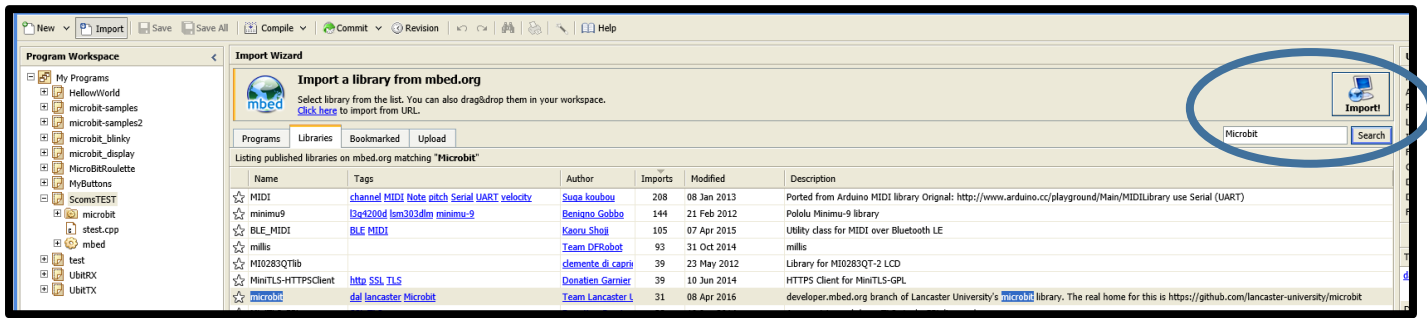 New Import Save Save All Compile Commit Revision Help
Program Workspace <
My Programs
HellowWorld
microbit-samples
microbit-samples2
microbit_blinky
microbit_display
MicroBitRoulette
MyButtons
ScomsTEST
microbit
stest.cpp
mbed
test
UbitRX
UbitTX
Import Wizard
mbed
Import a library from mbed.org
Select library from the list. You can also drag&drop them in your workspace.
Click here to import from URL.
Import!
Programs Libraries Bookmarked Upload
Microbit Search
Listing published libraries on mbed.org matching "Microbit"
Name Tags Author Imports Modified Description
MIDI channel MIDI Note pitch Serial UART velocity Suga koubou 208 08 Jan 2013 Ported from Arduino MIDI library Orignal: http://www.arduino.cc/playground/Main/MIDILibrary use Serial (UART)
minimu9 l3g4200d lsm303dlm minimu-9 Benigno Gobbo 144 21 Feb 2012 Pololu Minimu-9 library
BLE_MIDI BLE MIDI Kaoru Shoji 105 07 Apr 2015 Utility class for MIDI over Bluetooth LE
millis Team DFRobot 93 31 Oct 2014 millis
MI0283QTlib clemente di capri 39 23 May 2012 Library for MI0283QT-2 LCD
MiniTLS-HTTPSClient http SSL TLS Donatien Garnier 39 10 Jun 2014 HTTPS Client for MiniTLS-GPL
microbit dal lancaster Microbit Team Lancaster U 31 08 Apr 2016 developer.mbed.org branch of Lancaster University's microbit library. The real home for this is https://github.com/lancaster-university/microbit